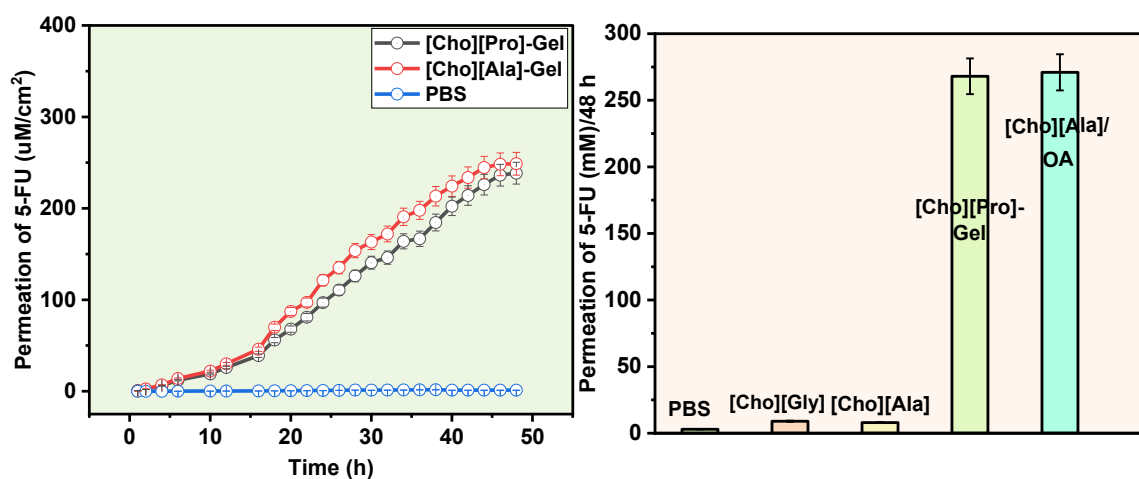 400
300
200
100
0
Permeation of 5-FU (uM/cm²)
[Cho][Pro]-Gel
[Cho][Ala]-Gel
PBS
0 10 20 30 40 50
Time (h)
300
250
200
150
100
50
0
Permeation of 5-FU (mM)/48 h
PBS
[Cho][Gly]
[Cho][Ala]
[Cho][Pro]-
Gel
[Cho][Ala]/
OA